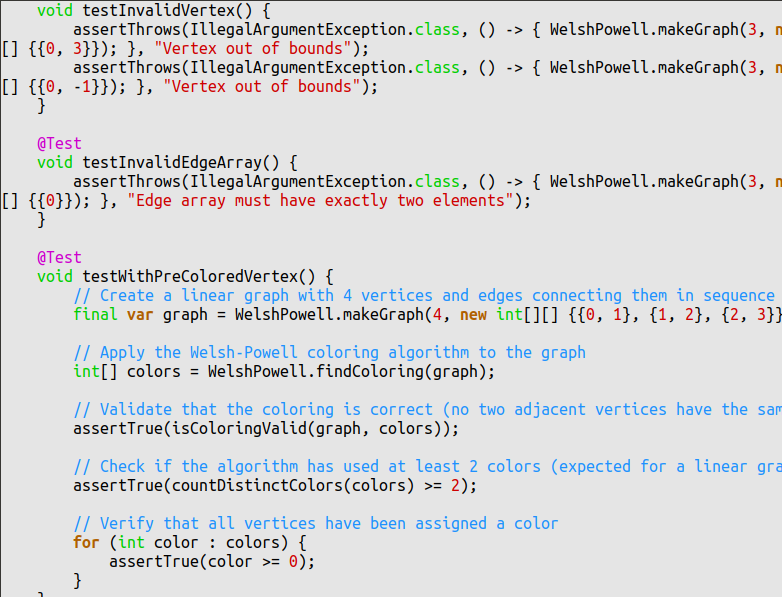 void testInvalidVertex() {
assertThrows(IllegalArgumentException.class, () -> { WelshPowell.makeGraph(3, n
[] {{0, 3}}); }, "Vertex out of bounds");
assertThrows(IllegalArgumentException.class, () -> { WelshPowell.makeGraph(3, n
[] {{0, -1}}); }, "Vertex out of bounds");
}
@Test
void testInvalidEdgeArray() {
assertThrows(IllegalArgumentException.class, () -> { WelshPowell.makeGraph(3, n
[] {{0}}); }, "Edge array must have exactly two elements");
}
@Test
void testWithPreColoredVertex() {
// Create a linear graph with 4 vertices and edges connecting them in sequence
final var graph = WelshPowell.makeGraph(4, new int[][] {{0, 1}, {1, 2}, {2, 3}}
// Apply the Welsh-Powell coloring algorithm to the graph
int[] colors = WelshPowell.findColoring(graph);
// Validate that the coloring is correct (no two adjacent vertices have the sam
assertTrue(isColoringValid(graph, colors));
// Check if the algorithm has used at least 2 colors (expected for a linear gra
assertTrue(countDistinctColors(colors) >= 2);
// Verify that all vertices have been assigned a color
for (int color : colors) {
assertTrue(color >= 0);
}